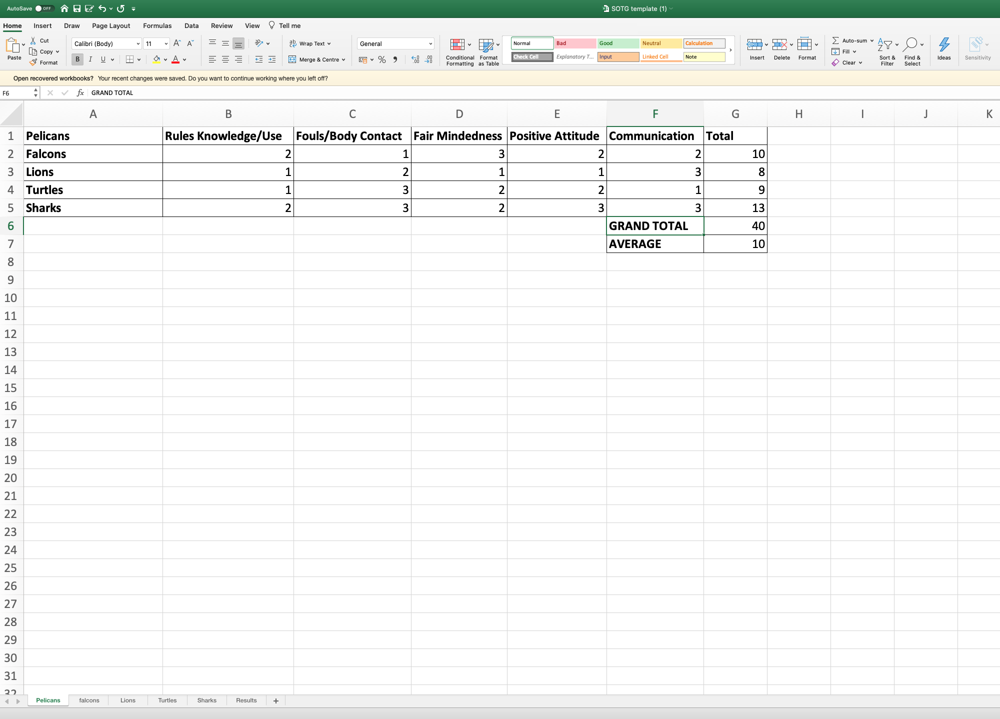 AutoSave OFF SOTG template (1)
Home Insert Draw Page Layout Formulas Data Review View Tell me
Paste Cut Copy Format
Calibri (Body) 11 A A
B I U A
ab Wrap Text
Merge & Centre
General
% 
Conditional Formatting
Format as Table
Normal Bad Good Neutral Calculation
Check Cell Explanatory T... Input Linked Cell Note
Insert Delete Format
Auto-sum
Fill
Clear
Sort & Filter
Find & Select
Ideas
Sensitivity
Open recovered workbooks? Your recent changes were saved. Do you want to continue working where you left off?
F6 fx GRAND TOTAL
A B C D E F G H I J K
1 Pelicans Rules Knowledge/Use Fouls/Body Contact Fair Mindedness Positive Attitude Communication Total
2 Falcons 2 1 3 2 2 10
3 Lions 1 2 1 1 3 8
4 Turtles 1 3 2 2 1 9
5 Sharks 2 3 2 3 3 13
6 GRAND TOTAL 40
7 AVERAGE 10
8
9
10
11
12
13
14
15
16
17
18
19
20
21
22
23
24
25
26
27
28
29
30
31
32
Pelicans falcons Lions Turtles Sharks Results +